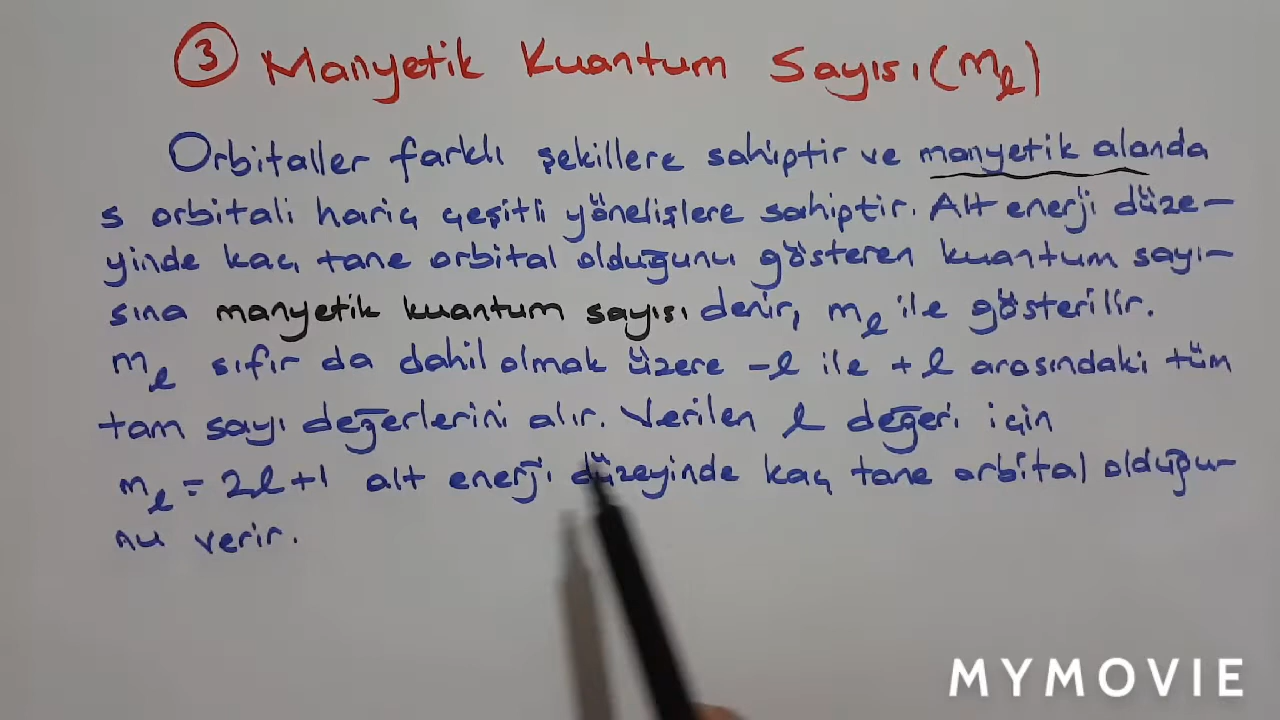 3 Manyetik Kuantum Sayısı (mℓ)
Orbitaller farklı şekillere sahiptir ve manyetik alanda
s orbitali hariç çeşitli yönelişlere sahiptir. Alt enerji düze-
yinde kaç tane orbital olduğunu gösteren kuantum sayı-
sına manyetik kuantum sayısı denir, mℓ ile gösterilir.
mℓ sıfır da dahil olmak üzere -ℓ ile +ℓ arasındaki tüm
tam sayı değerlerini alır. Verilen ℓ değeri için
mℓ = 2ℓ+1 alt enerji düzeyinde kaç tane orbital olduğu-
nu verir.
MYMOVIE